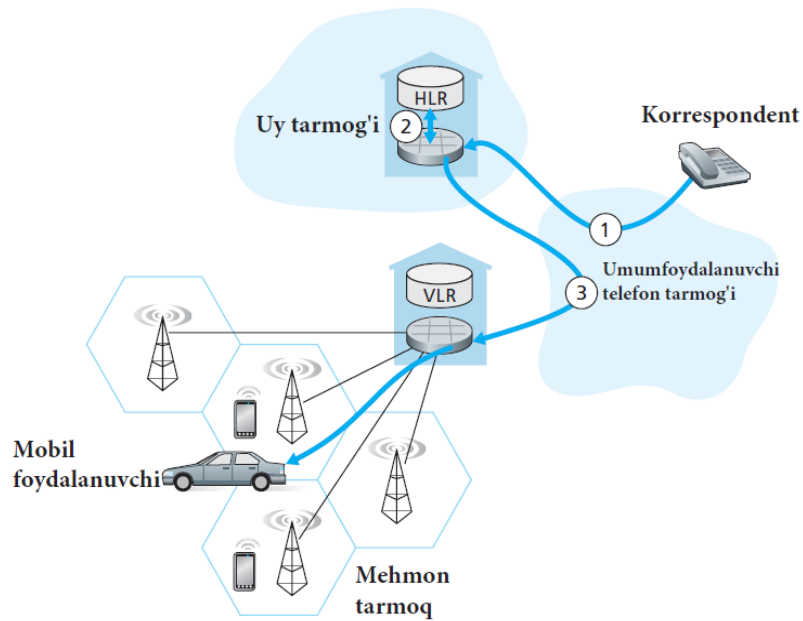 HLR
Uy tarmog'i
2
Korrespondent
1
Umumfoydalanuvchi
telefon tarmog'i
3
VLR
Mobil
foydalanuvchi
Mehmon
tarmoq